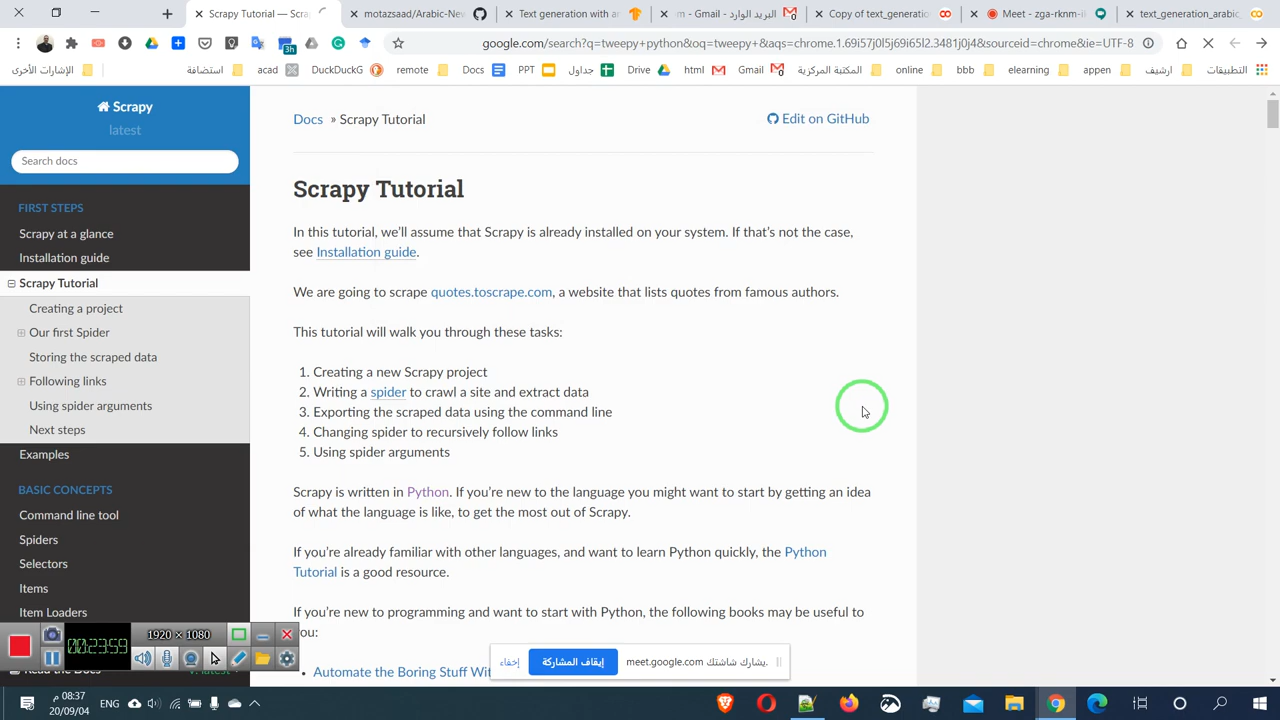 Scrapy Tutorial —
motazsaad/Arabic-New
Text generation with an
البريد الوارد - Gmail - m
Copy of text_generation
Meet - zga-rknm-i
text_generation_arabic_
google.com/search?q=tweepy+python&oq=tweepy+&aqs=chrome.1.69i57j0l5j69i65l2.3481j0j4&sourceid=chrome&ie=UTF-8
3h
الإشارات الأخرى
استضافة
acad
DuckDuckG
remote
Docs
PPT
جداول
Drive
html
Gmail
المكتبة المركزية
online
bbb
elearning
appen
ارشيف
التطبيقات
Scrapy
latest
Search docs
FIRST STEPS
Scrapy at a glance
Installation guide
Scrapy Tutorial
Creating a project
Our first Spider
Storing the scraped data
Following links
Using spider arguments
Next steps
Examples
BASIC CONCEPTS
Command line tool
Spiders
Selectors
Items
Item Loaders
Read the Docs
v: latest
Docs » Scrapy Tutorial
Edit on GitHub
Scrapy Tutorial
In this tutorial, we'll assume that Scrapy is already installed on your system. If that's not the case,
see Installation guide.
We are going to scrape quotes.toscrape.com, a website that lists quotes from famous authors.
This tutorial will walk you through these tasks:
1. Creating a new Scrapy project
2. Writing a spider to crawl a site and extract data
3. Exporting the scraped data using the command line
4. Changing spider to recursively follow links
5. Using spider arguments
Scrapy is written in Python. If you're new to the language you might want to start by getting an idea
of what the language is like, to get the most out of Scrapy.
If you're already familiar with other languages, and want to learn Python quickly, the Python
Tutorial is a good resource.
If you're new to programming and want to start with Python, the following books may be useful to
you:
• Automate the Boring Stuff Wit
00:23:59
1920 × 1080
إخفاء
إيقاف المشاركة
يشارك شاشتك meet.google.com.
08:37 م
20/09/04
ENG